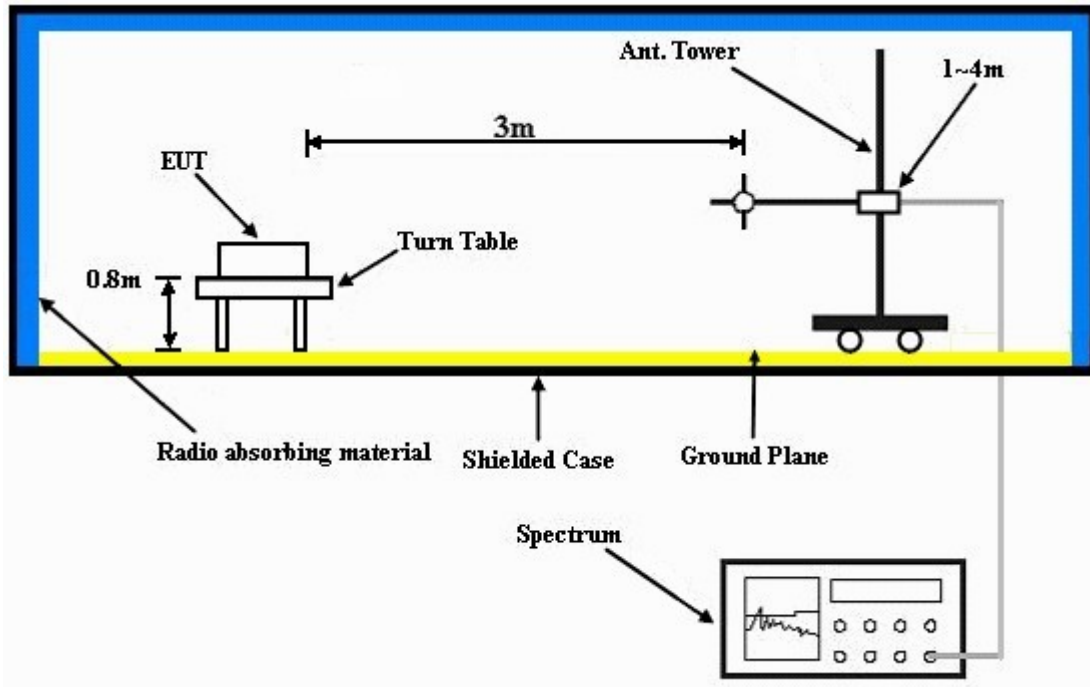 Ant. Tower
1~4m
3m
EUT
Turn Table
0.8m
Radio absorbing material
Shielded Case
Ground Plane
Spectrum